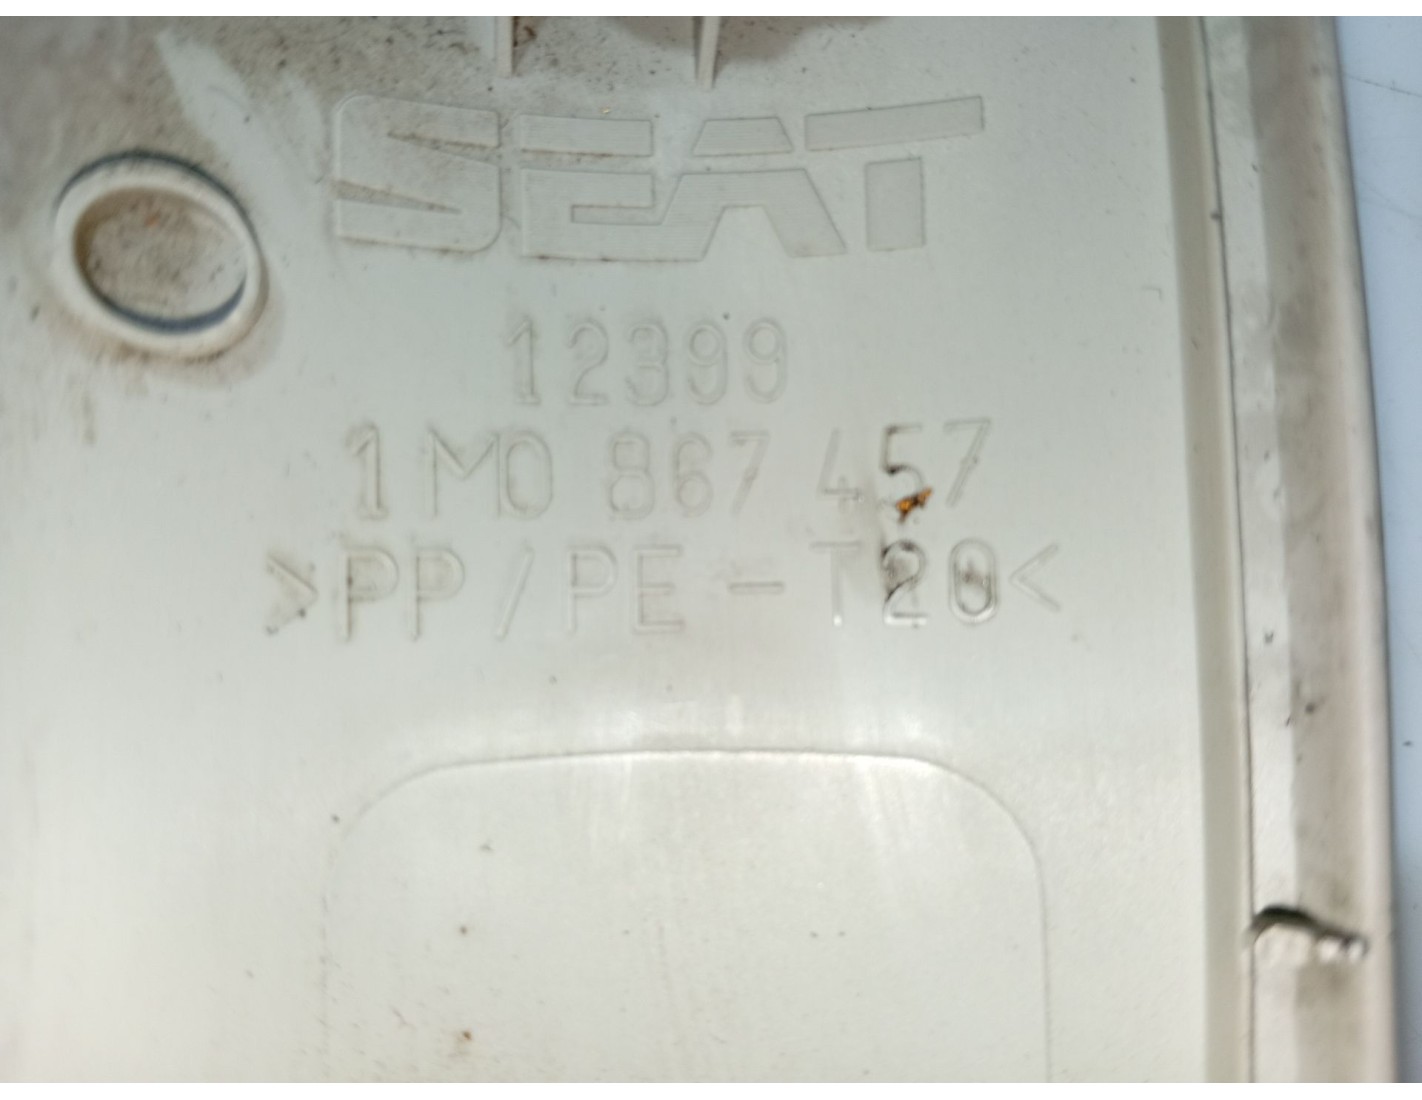 SEAT
12399
1M0 867 457
>PP/PE-T20<